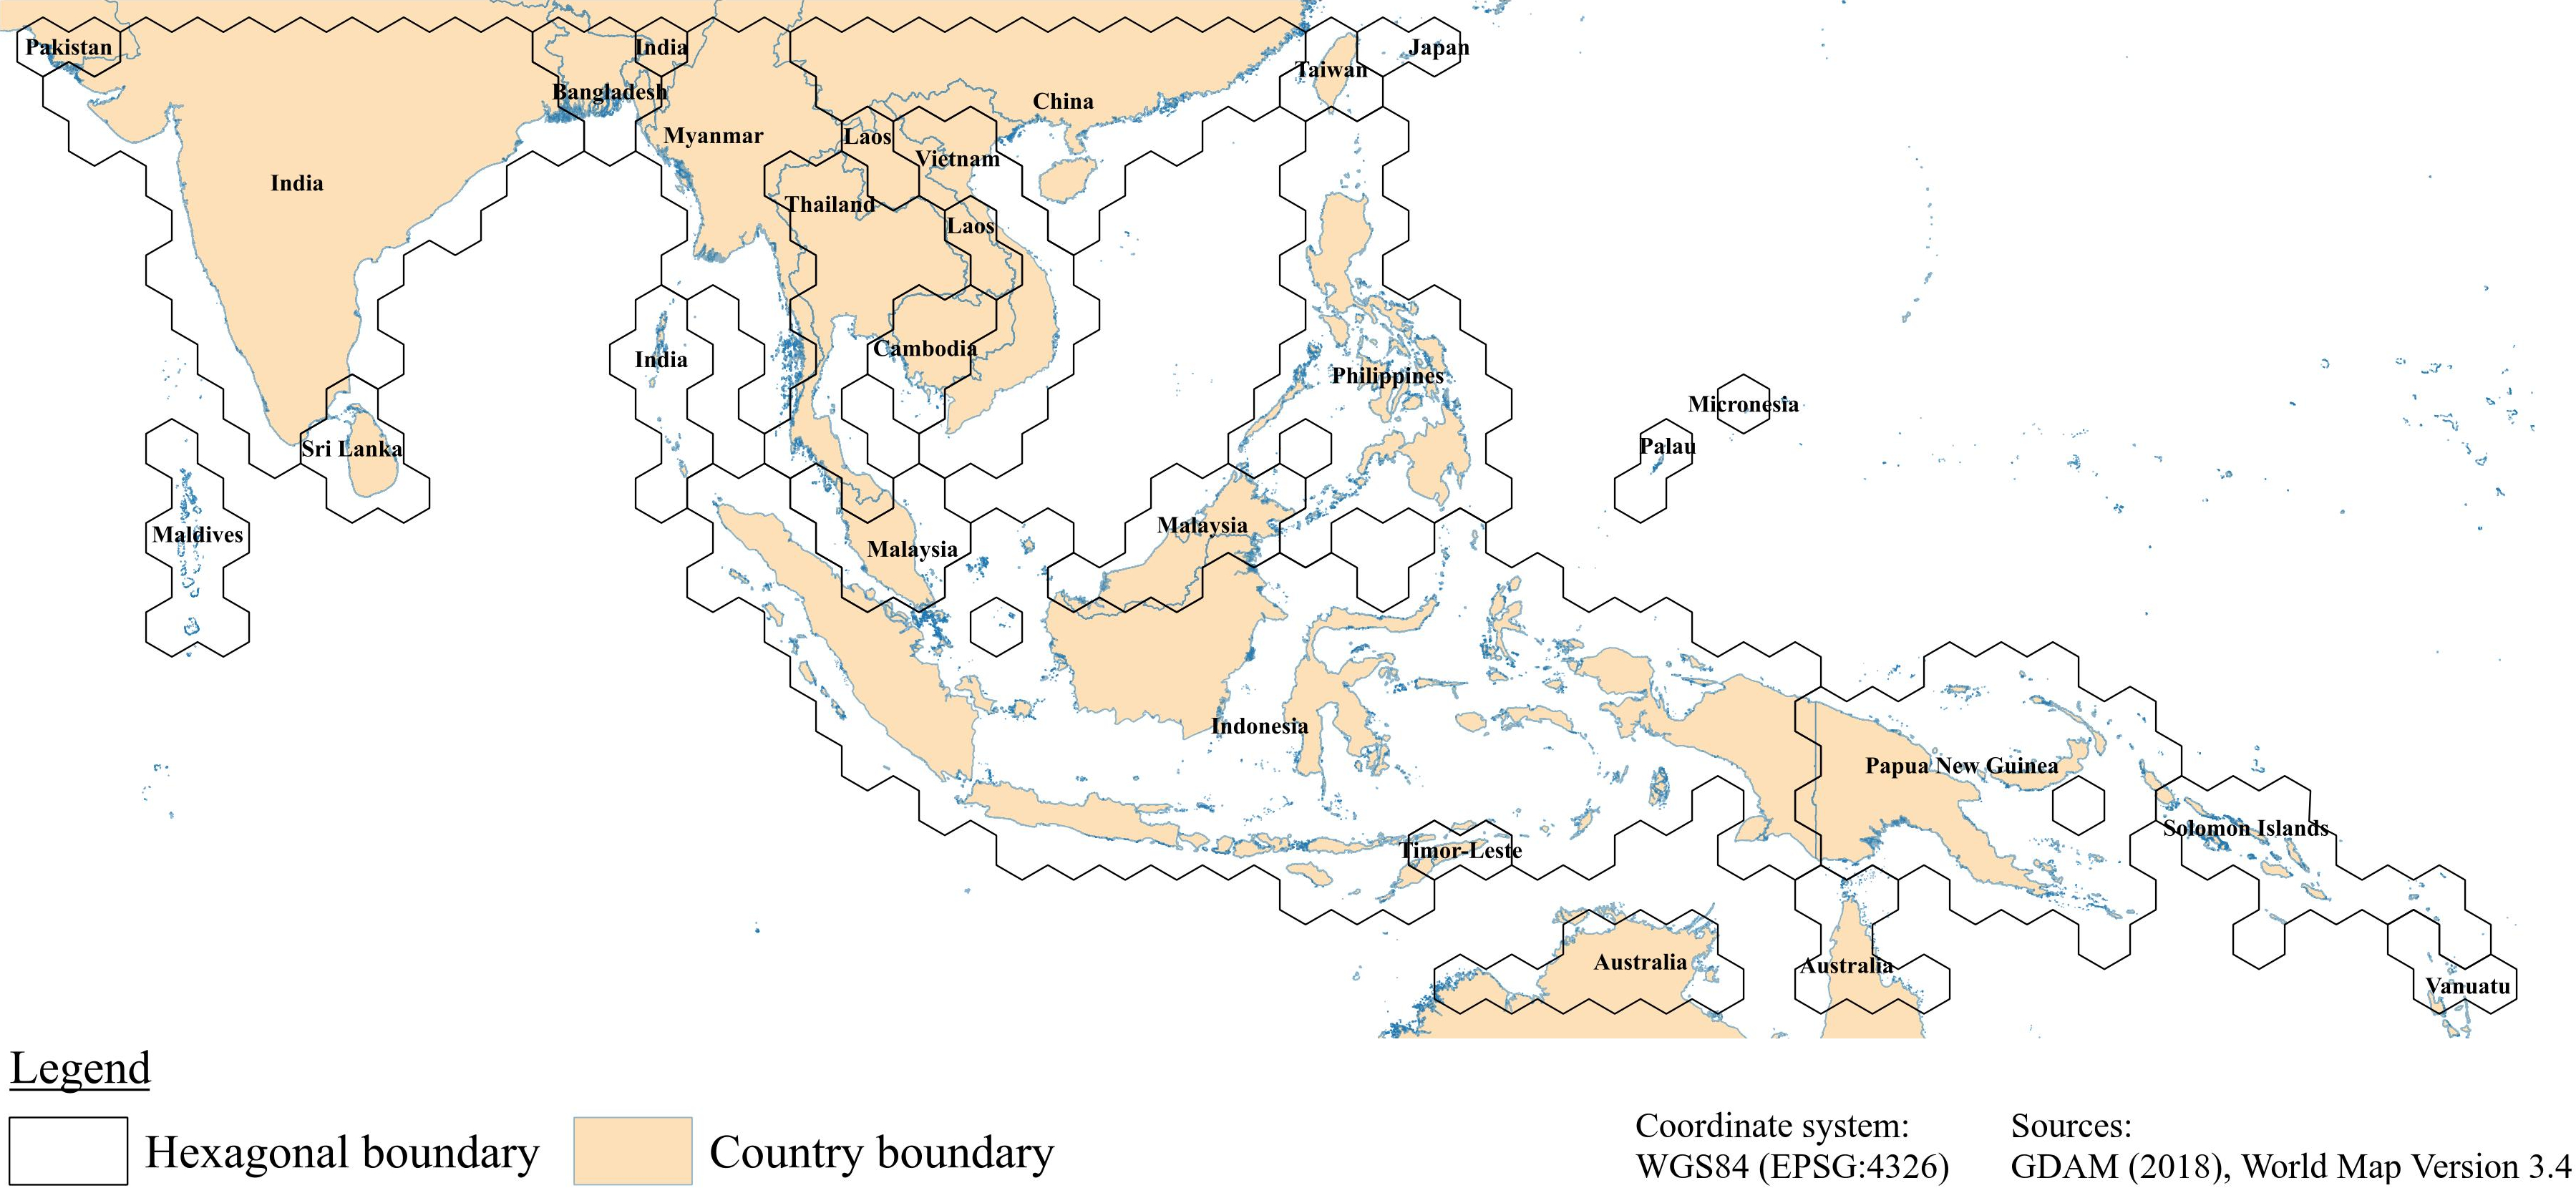 Pakistan
India
Japan
Taiwan
Bangladesh
China
Myanmar
Laos
Vietnam
India
Thailand
Laos
Cambodia
India
Philippines
Micronesia
Sri Lanka
Palau
Maldives
Malaysia
Malaysia
Indonesia
Papua New Guinea
Solomon Islands
Timor-Leste
Australia
Australia
Vanuatu
Legend
Hexagonal boundary
Country boundary
Coordinate system:
WGS84 (EPSG:4326)
Sources:
GDAM (2018), World Map Version 3.4